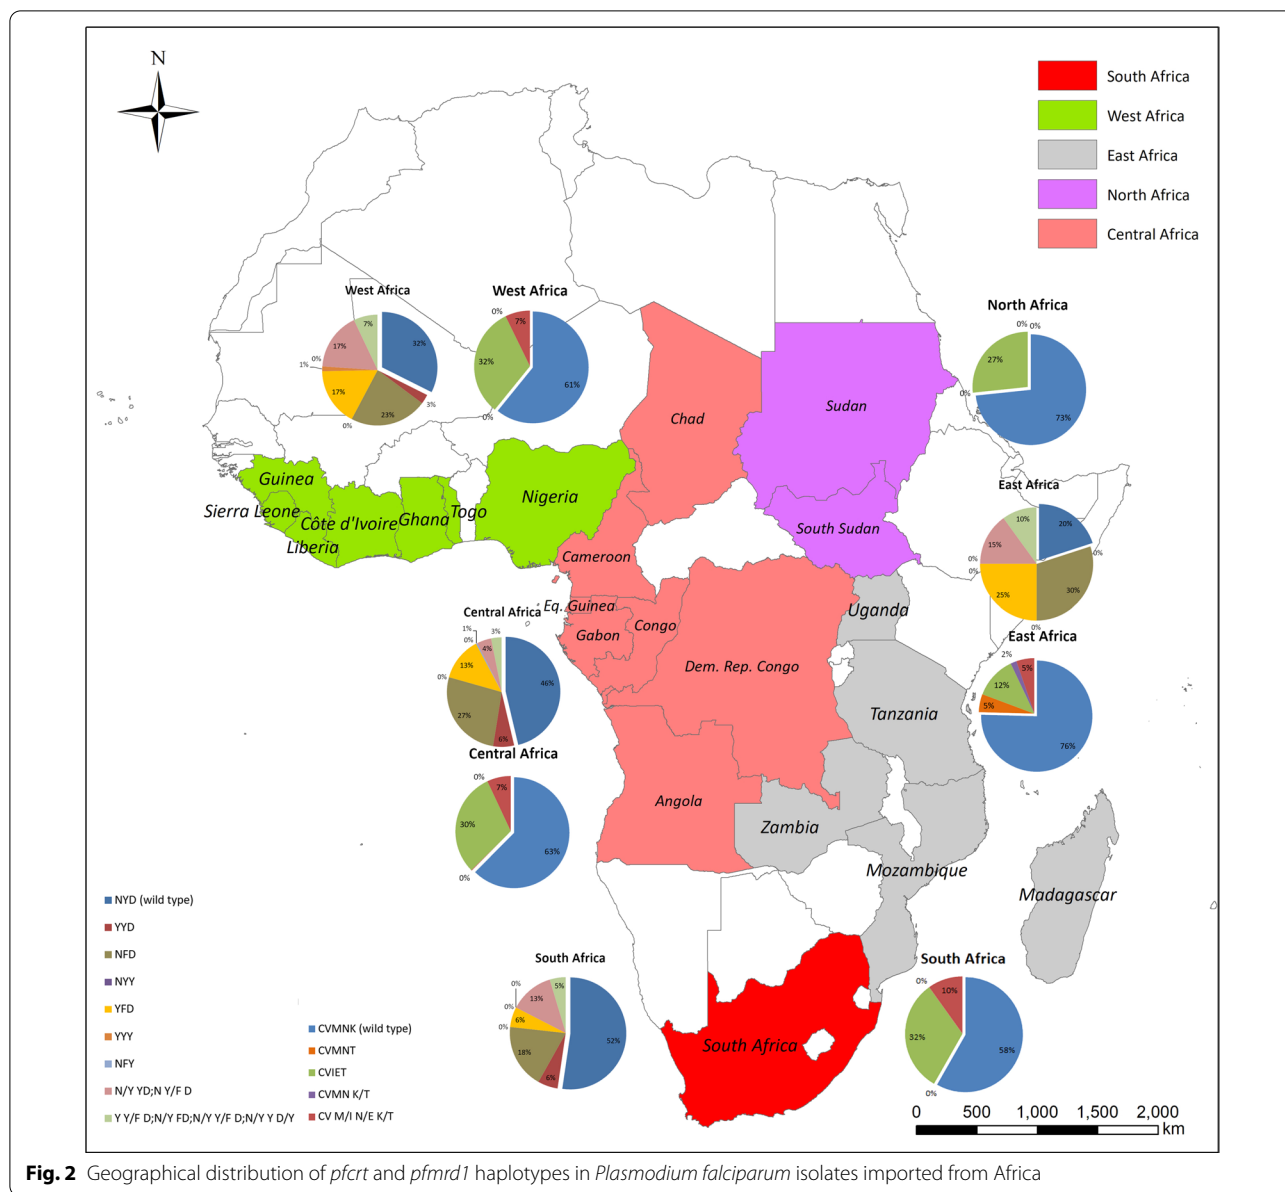 N
South Africa
West Africa
East Africa
North Africa
Central Africa
West Africa
7%
32%
17%
0%
1%
17%
23%
3%
0%
West Africa
0%
7%
32%
61%
0%
North Africa
0%
0%
27%
0%
73%
East Africa
10%
20%
15%
0%
0%
0%
25%
30%
0%
East Africa
2%
5%
12%
5%
76%
Central Africa
1%
0%
3%
4%
13%
46%
0%
27%
6%
Central Africa
0%
7%
30%
63%
0%
South Africa
0%
0%
5%
13%
6%
0%
52%
18%
6%
South Africa
0%
10%
32%
58%
0%
Chad
Sudan
Guinea
Sierra Leone
Côte d'Ivoire
Ghana
Togo
Nigeria
Liberia
South Sudan
Cameroon
Eq. Guinea
Gabon
Congo
Uganda
Dem. Rep. Congo
Tanzania
Angola
Zambia
Mozambique
Madagascar
South Africa
NYD (wild type)
YYD
NFD
NYY
YFD
YYY
NFY
N/Y YD;N Y/F D
Y Y/F D;N/Y FD;N/Y Y/F D;N/Y Y D/Y
CVMNK (wild type)
CVMNT
CVIET
CVMN K/T
CV M/I N/E K/T
0 500 1,000 1,500 2,000
km
Fig. 2 Geographical distribution of pfcrt and pfmrd1 haplotypes in Plasmodium falciparum isolates imported from Africa